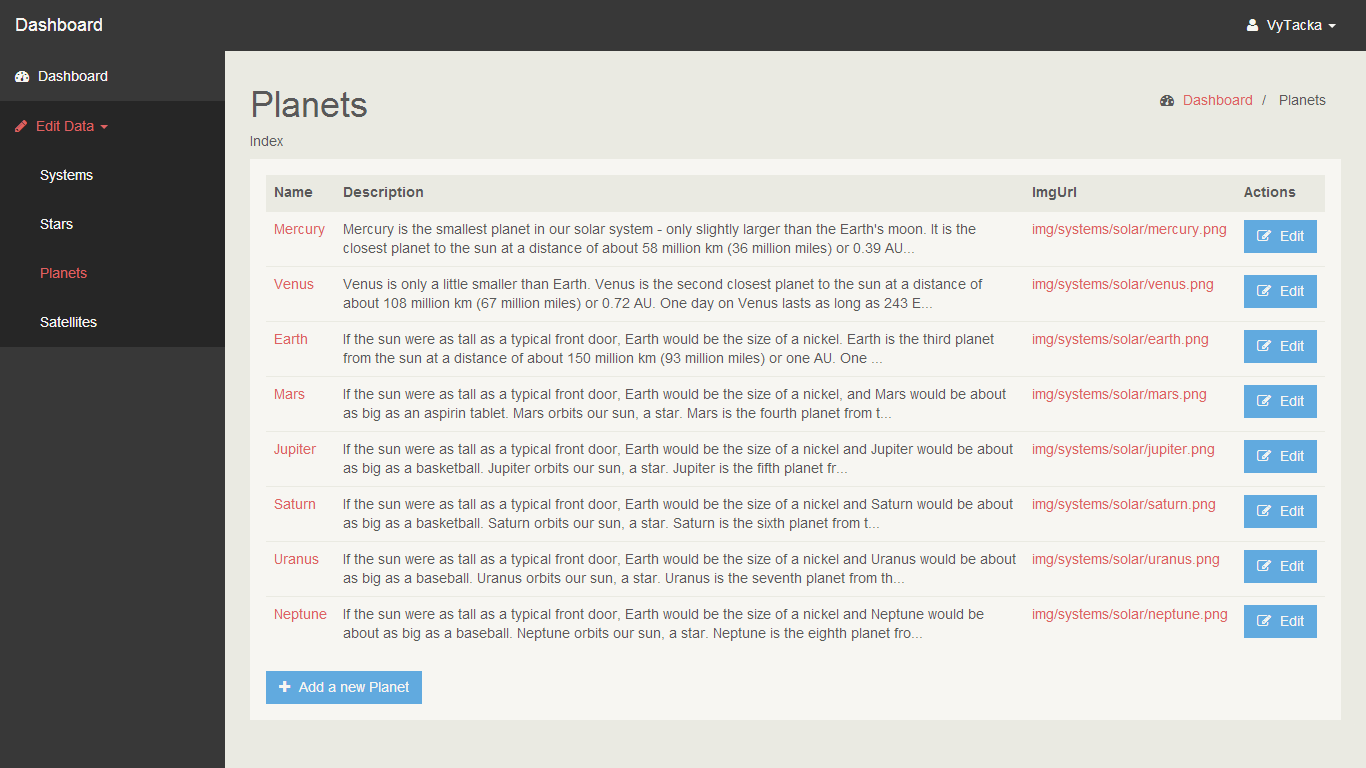 Dashboard
VyTacka
Dashboard
Edit Data
Systems
Stars
Planets
Satellites
Planets
Dashboard / Planets
Index
Name Description ImgUrl Actions
Mercury Mercury is the smallest planet in our solar system - only slightly larger than the Earth's moon. It is the img/systems/solar/mercury.png Edit
closest planet to the sun at a distance of about 58 million km (36 million miles) or 0.39 AU...
Venus Venus is only a little smaller than Earth. Venus is the second closest planet to the sun at a distance of img/systems/solar/venus.png Edit
about 108 million km (67 million miles) or 0.72 AU. One day on Venus lasts as long as 243 E...
Earth If the sun were as tall as a typical front door, Earth would be the size of a nickel. Earth is the third planet img/systems/solar/earth.png Edit
from the sun at a distance of about 150 million km (93 million miles) or one AU. One ...
Mars If the sun were as tall as a typical front door, Earth would be the size of a nickel, and Mars would be about img/systems/solar/mars.png Edit
as big as an aspirin tablet. Mars orbits our sun, a star. Mars is the fourth planet from t...
Jupiter If the sun were as tall as a typical front door, Earth would be the size of a nickel and Jupiter would be about img/systems/solar/jupiter.png Edit
as big as a basketball. Jupiter orbits our sun, a star. Jupiter is the fifth planet fr...
Saturn If the sun were as tall as a typical front door, Earth would be the size of a nickel and Saturn would be about img/systems/solar/saturn.png Edit
as big as a basketball. Saturn orbits our sun, a star. Saturn is the sixth planet from t...
Uranus If the sun were as tall as a typical front door, Earth would be the size of a nickel and Uranus would be about img/systems/solar/uranus.png Edit
as big as a baseball. Uranus orbits our sun, a star. Uranus is the seventh planet from th...
Neptune If the sun were as tall as a typical front door, Earth would be the size of a nickel and Neptune would be img/systems/solar/neptune.png Edit
about as big as a baseball. Neptune orbits our sun, a star. Neptune is the eighth planet fro...
Add a new Planet